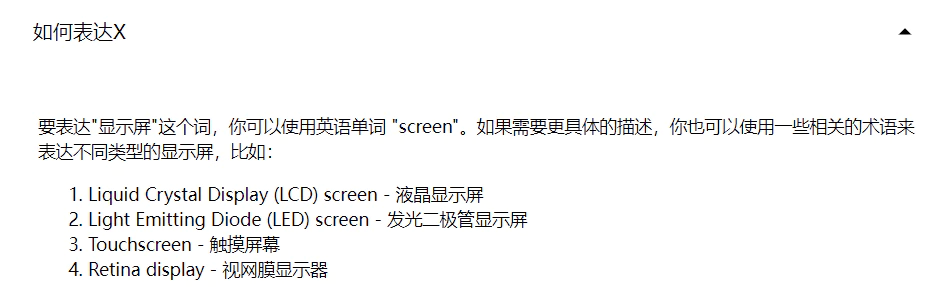 如何表达X
要表达"显示屏"这个词，你可以使用英语单词 "screen"。如果需要更具体的描述，你也可以使用一些相关的术语来
表达不同类型的显示屏，比如：
1. Liquid Crystal Display (LCD) screen - 液晶显示屏
2. Light Emitting Diode (LED) screen - 发光二极管显示屏
3. Touchscreen - 触摸屏幕
4. Retina display - 视网膜显示器